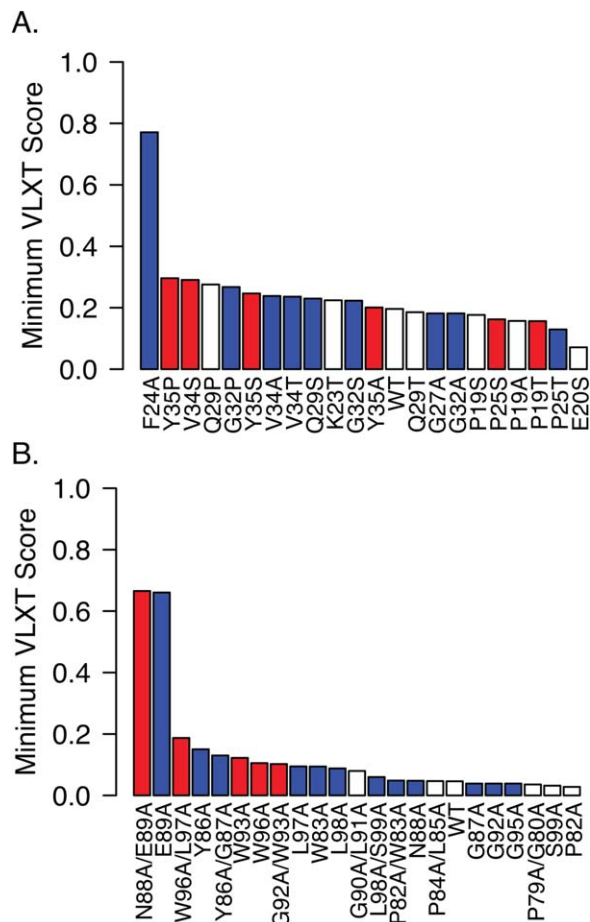 A.
Minimum VLXT Score
1.0
0.8
0.6
0.4
0.2
0.0
F24A
Y35P
V34S
Q29P
G32P
Y35S
V34A
V34T
Q29S
K23T
G32S
Y35A
WT
Q29T
G27A
G32A
P19S
P25S
P19A
P19T
P25T
E20S
B.
Minimum VLXT Score
1.0
0.8
0.6
0.4
0.2
0.0
N88A/E89A
E89A
W96A/L97A
Y86A
Y86A/G87A
W93A
W96A
G92A/W93A
L97A
W83A
L98A
G90A/L91A
L98A/S99A
P82A/W83A
N88A
P84A/L85A
WT
G87A
G92A
G95A
P79A/G80A
S99A
P82A